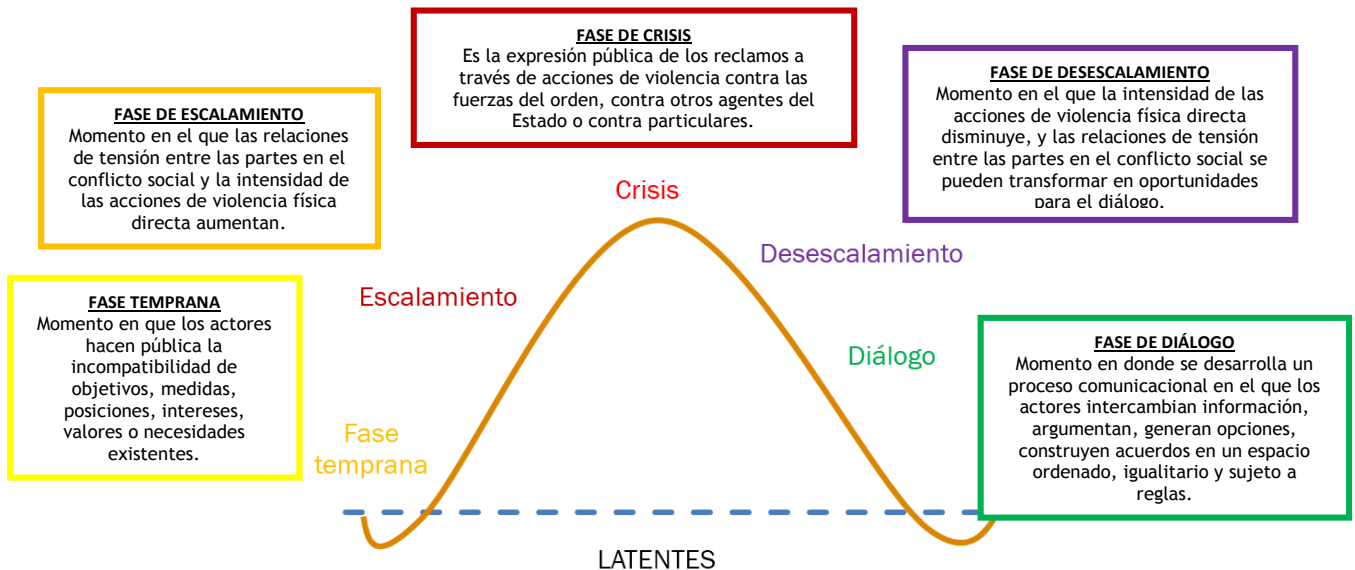 FASE DE CRISIS
Es la expresión pública de los reclamos a
través de acciones de violencia contra las
fuerzas del orden, contra otros agentes del
Estado o contra particulares.
FASE DE DESESCALAMIENTO
Momento en el que la intensidad de las
acciones de violencia física directa
disminuye, y las relaciones de tensión
entre las partes en el conflicto social se
pueden transformar en oportunidades
para el diálogo.
FASE DE ESCALAMIENTO
Momento en el que las relaciones
de tensión entre las partes en el
conflicto social y la intensidad de
las acciones de violencia física
directa aumentan.
Crisis
Desescalamiento
Escalamiento
FASE TEMPRANA
Momento en que los actores
hacen pública la
incompatibilidad de
objetivos, medidas,
posiciones, intereses,
valores o necesidades
existentes.
Diálogo
FASE DE DIÁLOGO
Momento en donde se desarrolla un
proceso comunicacional en el que los
actores intercambian información,
argumentan, generan opciones,
construyen acuerdos en un espacio
ordenado, igualitario y sujeto a
reglas.
Fase
temprana
LATENTES